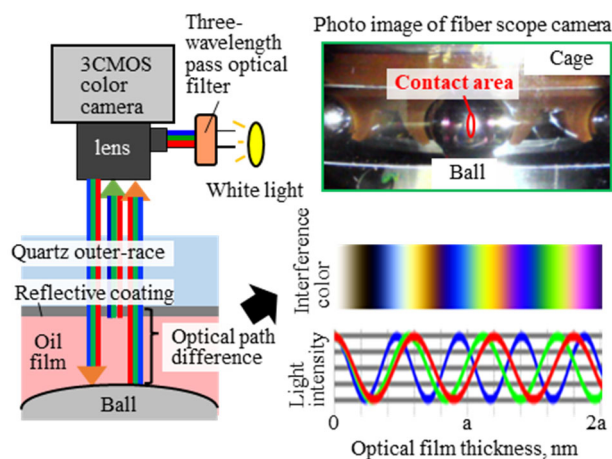 Three-
wavelength
pass optical
filter
3CMOS
color
camera
lens
White light
Quartz outer-race
Reflective coating
Oil
film
Optical path
difference
Ball
Photo image of fiber scope camera
Cage
Contact area
Ball
Interference
color
Light
intensity
0 a 2a
Optical film thickness, nm